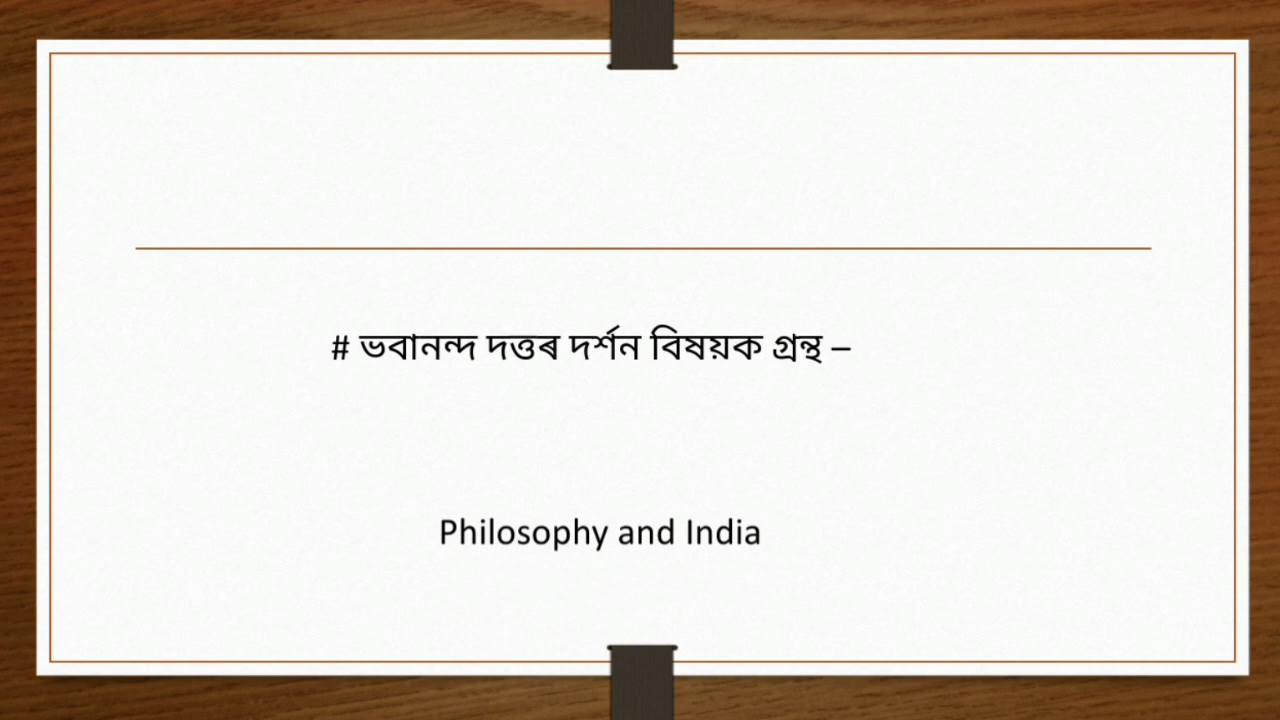 # ভবানন্দ দত্তৰ দৰ্শন বিষয়ক গ্ৰন্থ –
Philosophy and India